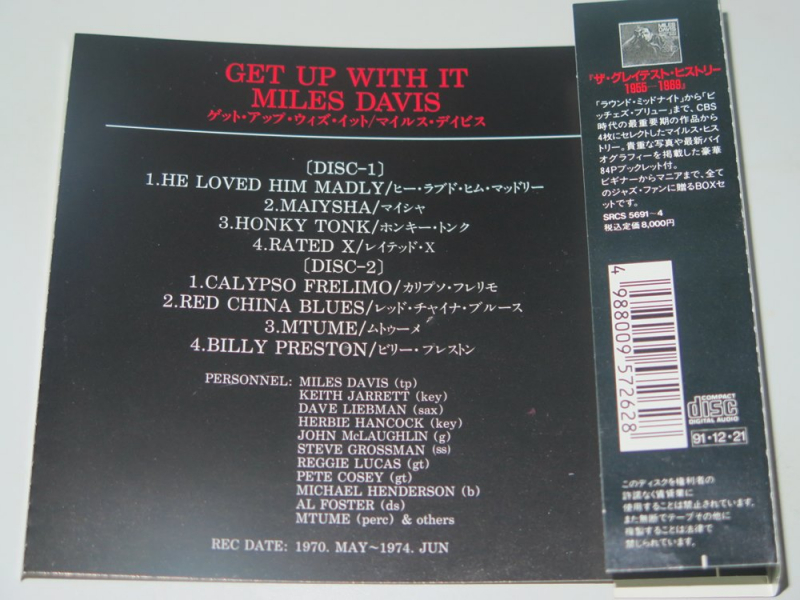 GET UP WITH IT
MILES DAVIS
ゲット・アップ・ウィズ・イット/マイルス・デイビス
〔DISC-1〕
1.HE LOVED HIM MADLY/ヒー・ラブド・ヒム・マッドリー
2.MAIYSHA/マイシャ
3.HONKY TONK/ホンキー・トンク
4.RATED X/レイテッド・X
〔DISC-2〕
1.CALYPSO FRELIMO/カリプソ・フレリモ
2.RED CHINA BLUES/レッド・チャイナ・ブルース
3.MTUME/ムトゥーメ
4.BILLY PRESTON/ビリー・プレストン
PERSONNEL: MILES DAVIS (tp)
KEITH JARRETT (key)
DAVE LIEBMAN (sax)
HERBIE HANCOCK (key)
JOHN McLAUGHLIN (g)
STEVE GROSSMAN (ss)
REGGIE LUCAS (gt)
PETE COSEY (gt)
MICHAEL HENDERSON (b)
AL FOSTER (ds)
MTUME (perc) & others
REC DATE: 1970. MAY～1974. JUN
『ザ・グレイテスト・ヒストリー
1955―1969』
「ラウンド・ミッドナイト」から「ビ
ッチェズ・ブリュー」まで、CBS
時代の最重要期の作品から
4枚にセレクトしたマイルス・ヒス
トリー。貴重な写真や最新バイ
オグラフィーを掲載した豪華
84Pブックレット付。
ビギナーからマニアまで、全て
のジャズ・ファンに贈るBOXセ
ットです。
SRCS 5691～4
税込定価8,000円
4988009572628
COMPACT
disc
DIGITAL AUDIO
91・12・21
このディスクを権利者の
許諾なく賃貸業に
使用することは禁止されています。
また無断でテープその他に
複製することは法律で
禁じられています。